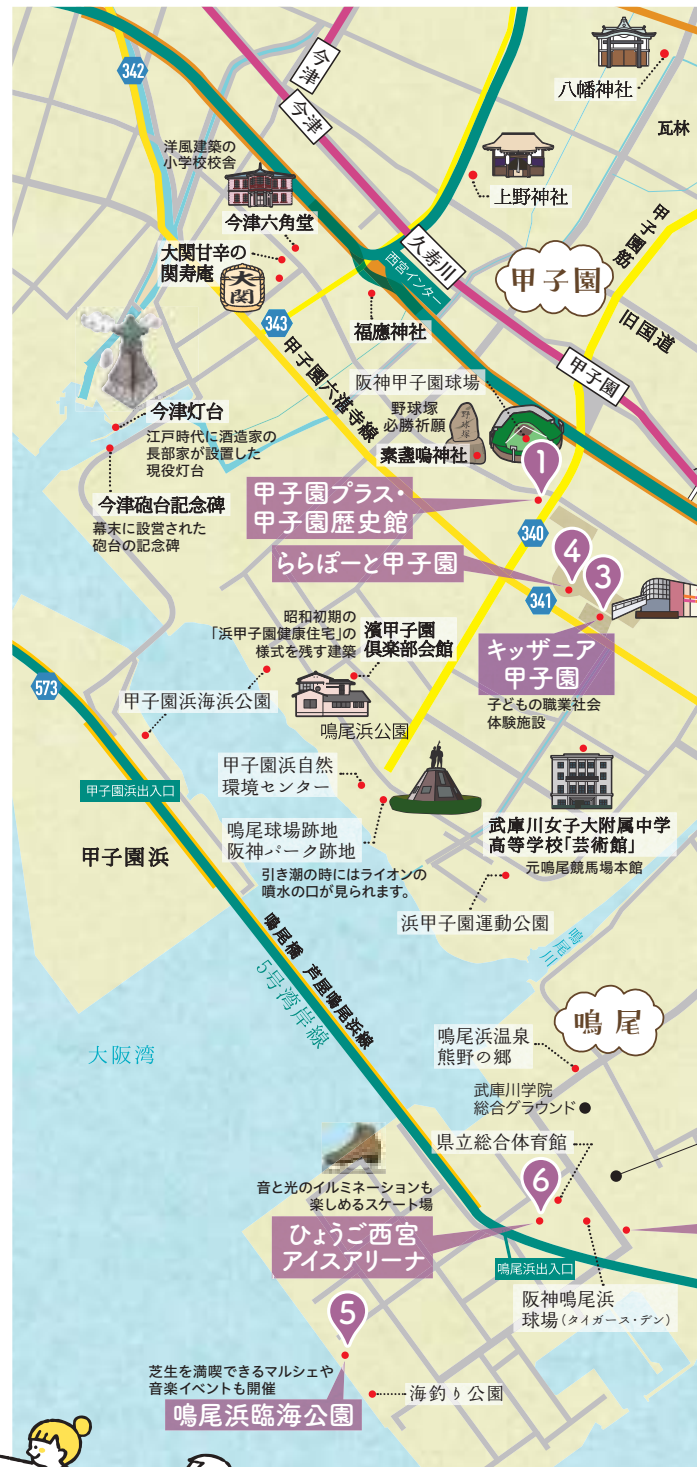 342
今津
今津
八幡神社
瓦林
洋風建築の
小学校校舎
今津六角堂
上野神社
甲子園筋
大関甘辛の
関寿庵
大関
久寿川
西宮インター
甲子園
旧国道
343
福應神社
甲子園六湛寺線
甲子園
阪神甲子園球場
野球塚
必勝祈願
野球塚
素盞嗚神社
今津灯台
江戸時代に酒造家の
長部家が設置した
現役灯台
今津砲台記念碑
幕末に設営された
砲台の記念碑
1
甲子園プラス・
甲子園歴史館
340
4
ららぽーと甲子園
341
3
キッザニア
甲子園
子どもの職業社会
体験施設
昭和初期の
「浜甲子園健康住宅」の
様式を残す建築
濱甲子園
倶楽部会館
573
甲子園浜海浜公園
鳴尾浜公園
甲子園浜自然
環境センター
甲子園浜出入口
甲子園浜
鳴尾球場跡地
阪神パーク跡地
引き潮の時にはライオンの
噴水の口が見られます。
武庫川女子大附属中学
高等学校「芸術館」
元鳴尾競馬場本館
浜甲子園運動公園
鳴尾川
鳴尾橋 芦屋鳴尾浜線
5号湾岸線
大阪湾
鳴尾
鳴尾浜温泉
熊野の郷
武庫川学院
総合グラウンド
県立総合体育館
音と光のイルミネーションも
楽しめるスケート場
6
ひょうご西宮
アイスアリーナ
鳴尾浜出入口
阪神鳴尾浜
球場(タイガース・デン)
5
芝生を満喫できるマルシェや
音楽イベントも開催
鳴尾浜臨海公園
海釣り公園